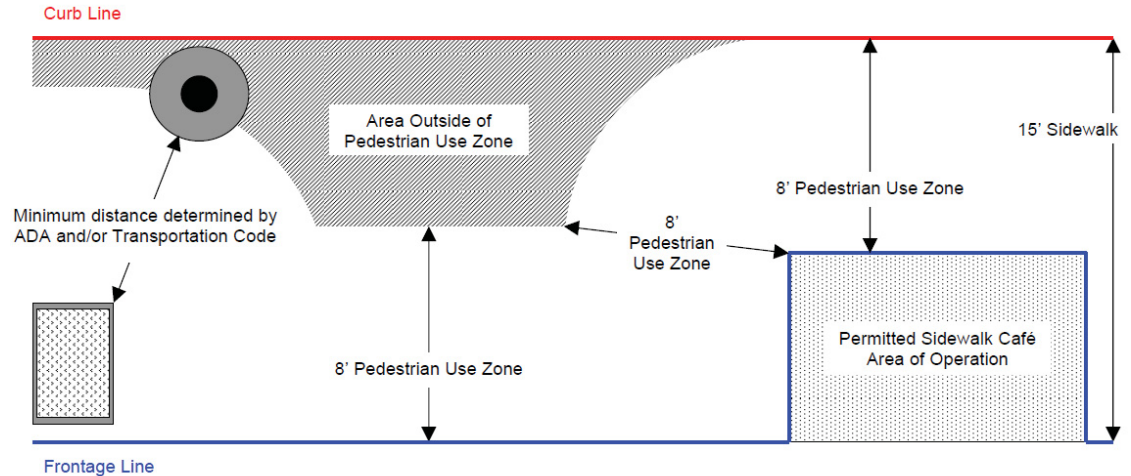 Curb Line
Area Outside of
Pedestrian Use Zone
15' Sidewalk
8' Pedestrian Use Zone
Minimum distance determined by
ADA and/or Transportation Code
8'
Pedestrian
Use Zone
Permitted Sidewalk Café
Area of Operation
8' Pedestrian Use Zone
Frontage Line